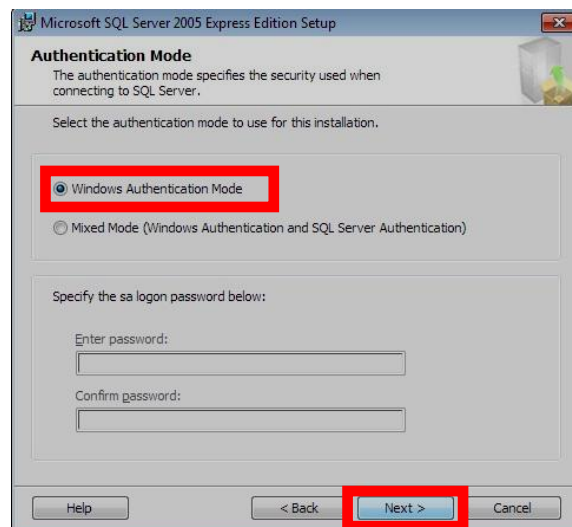 Microsoft SQL Server 2005 Express Edition Setup
Authentication Mode
The authentication mode specifies the security used when
connecting to SQL Server.
Select the authentication mode to use for this installation.
Windows Authentication Mode
Mixed Mode (Windows Authentication and SQL Server Authentication)
Specify the sa logon password below:
Enter password:
Confirm password:
Help < Back Next > Cancel